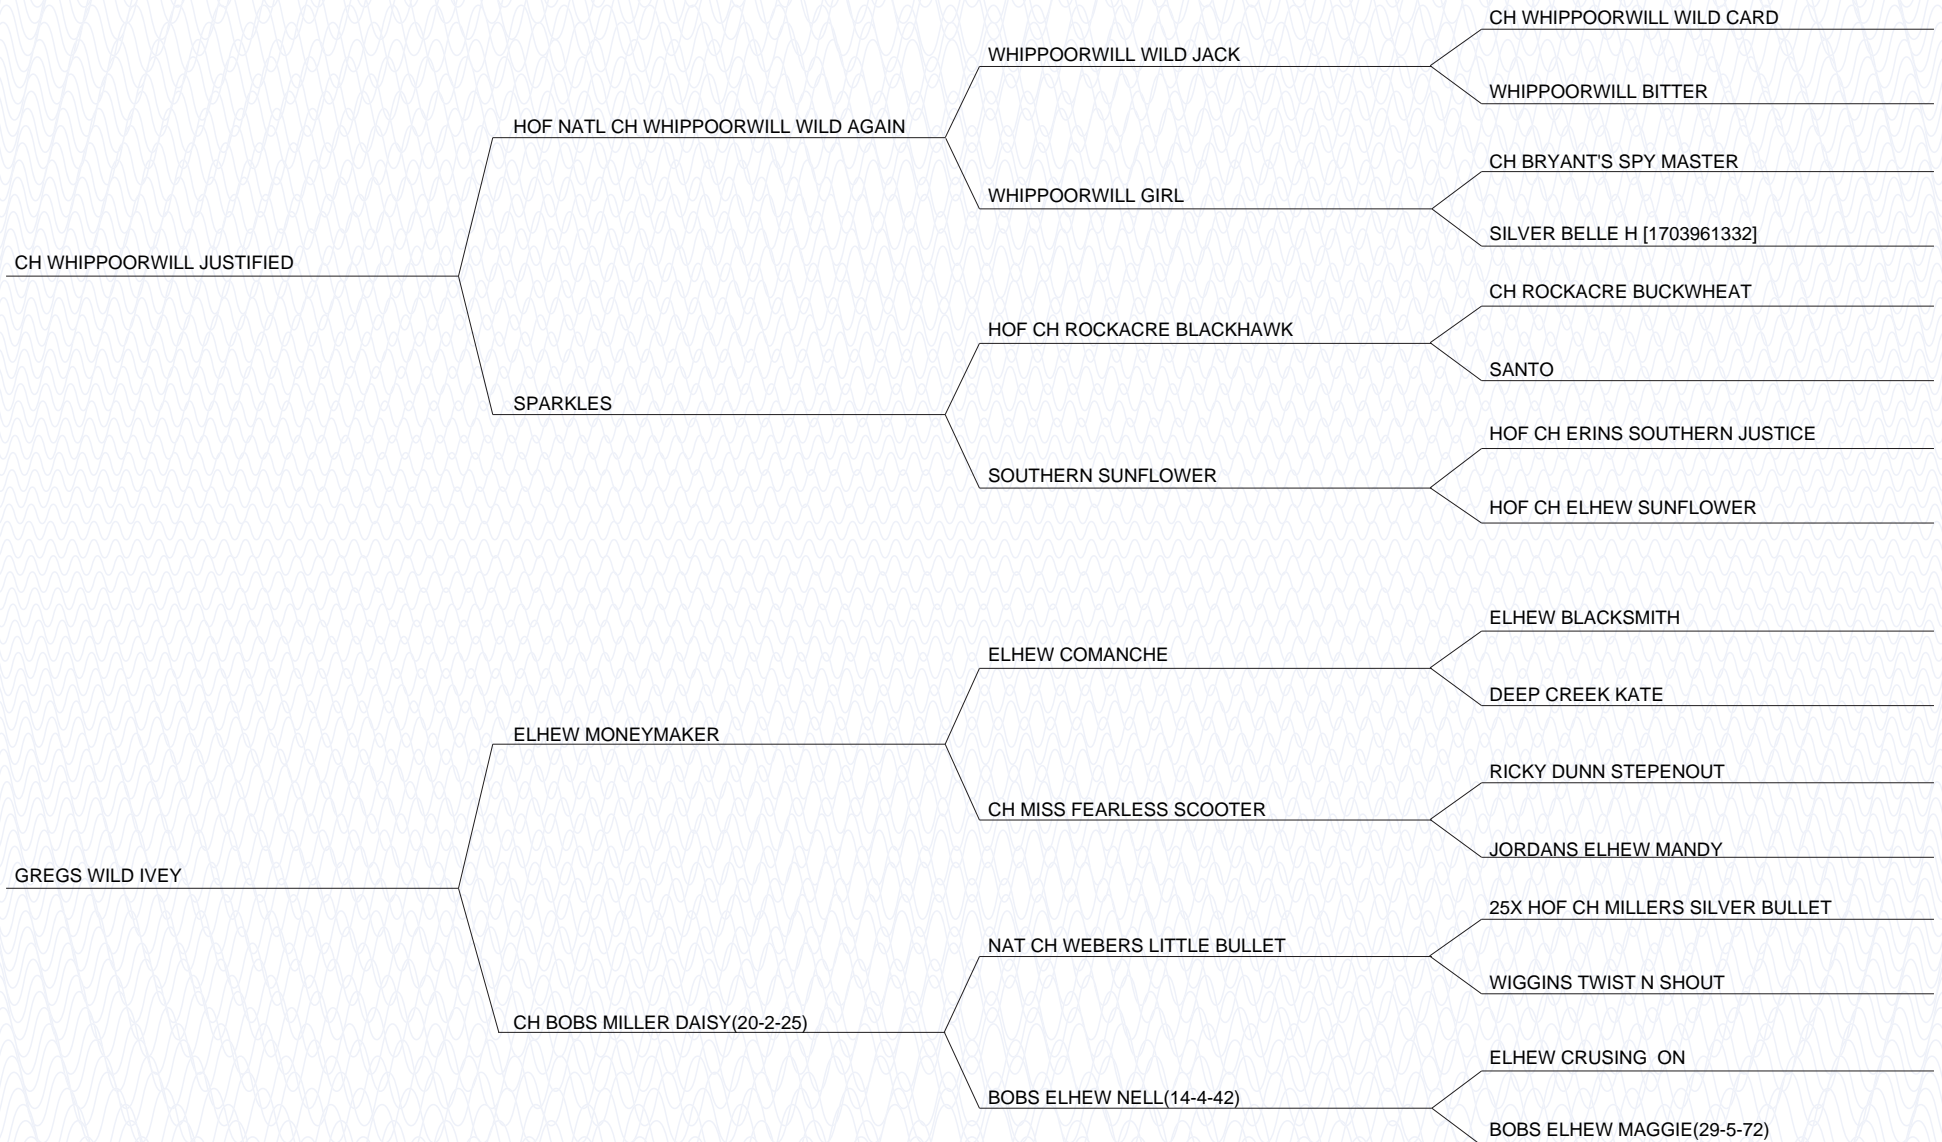 CH WHIPPOORWILL WILD CARD
WHIPPOORWILL WILD JACK
WHIPPOORWILL BITTER
HOF NATL CH WHIPPOORWILL WILD AGAIN
CH BRYANT'S SPY MASTER
WHIPPOORWILL GIRL
SILVER BELLE H [1703961332]
CH WHIPPOORWILL JUSTIFIED
CH ROCKACRE BUCKWHEAT
HOF CH ROCKACRE BLACKHAWK
SANTO
SPARKLES
HOF CH ERINS SOUTHERN JUSTICE
SOUTHERN SUNFLOWER
HOF CH ELHEW SUNFLOWER
ELHEW BLACKSMITH
ELHEW COMANCHE
DEEP CREEK KATE
ELHEW MONEYMAKER
RICKY DUNN STEPENOUT
CH MISS FEARLESS SCOOTER
JORDANS ELHEW MANDY
GREGS WILD IVEY
25X HOF CH MILLERS SILVER BULLET
NAT CH WEBERS LITTLE BULLET
WIGGINS TWIST N SHOUT
CH BOBS MILLER DAISY(20-2-25)
ELHEW CRUSING  ON
BOBS ELHEW NELL(14-4-42)
BOBS ELHEW MAGGIE(29-5-72)